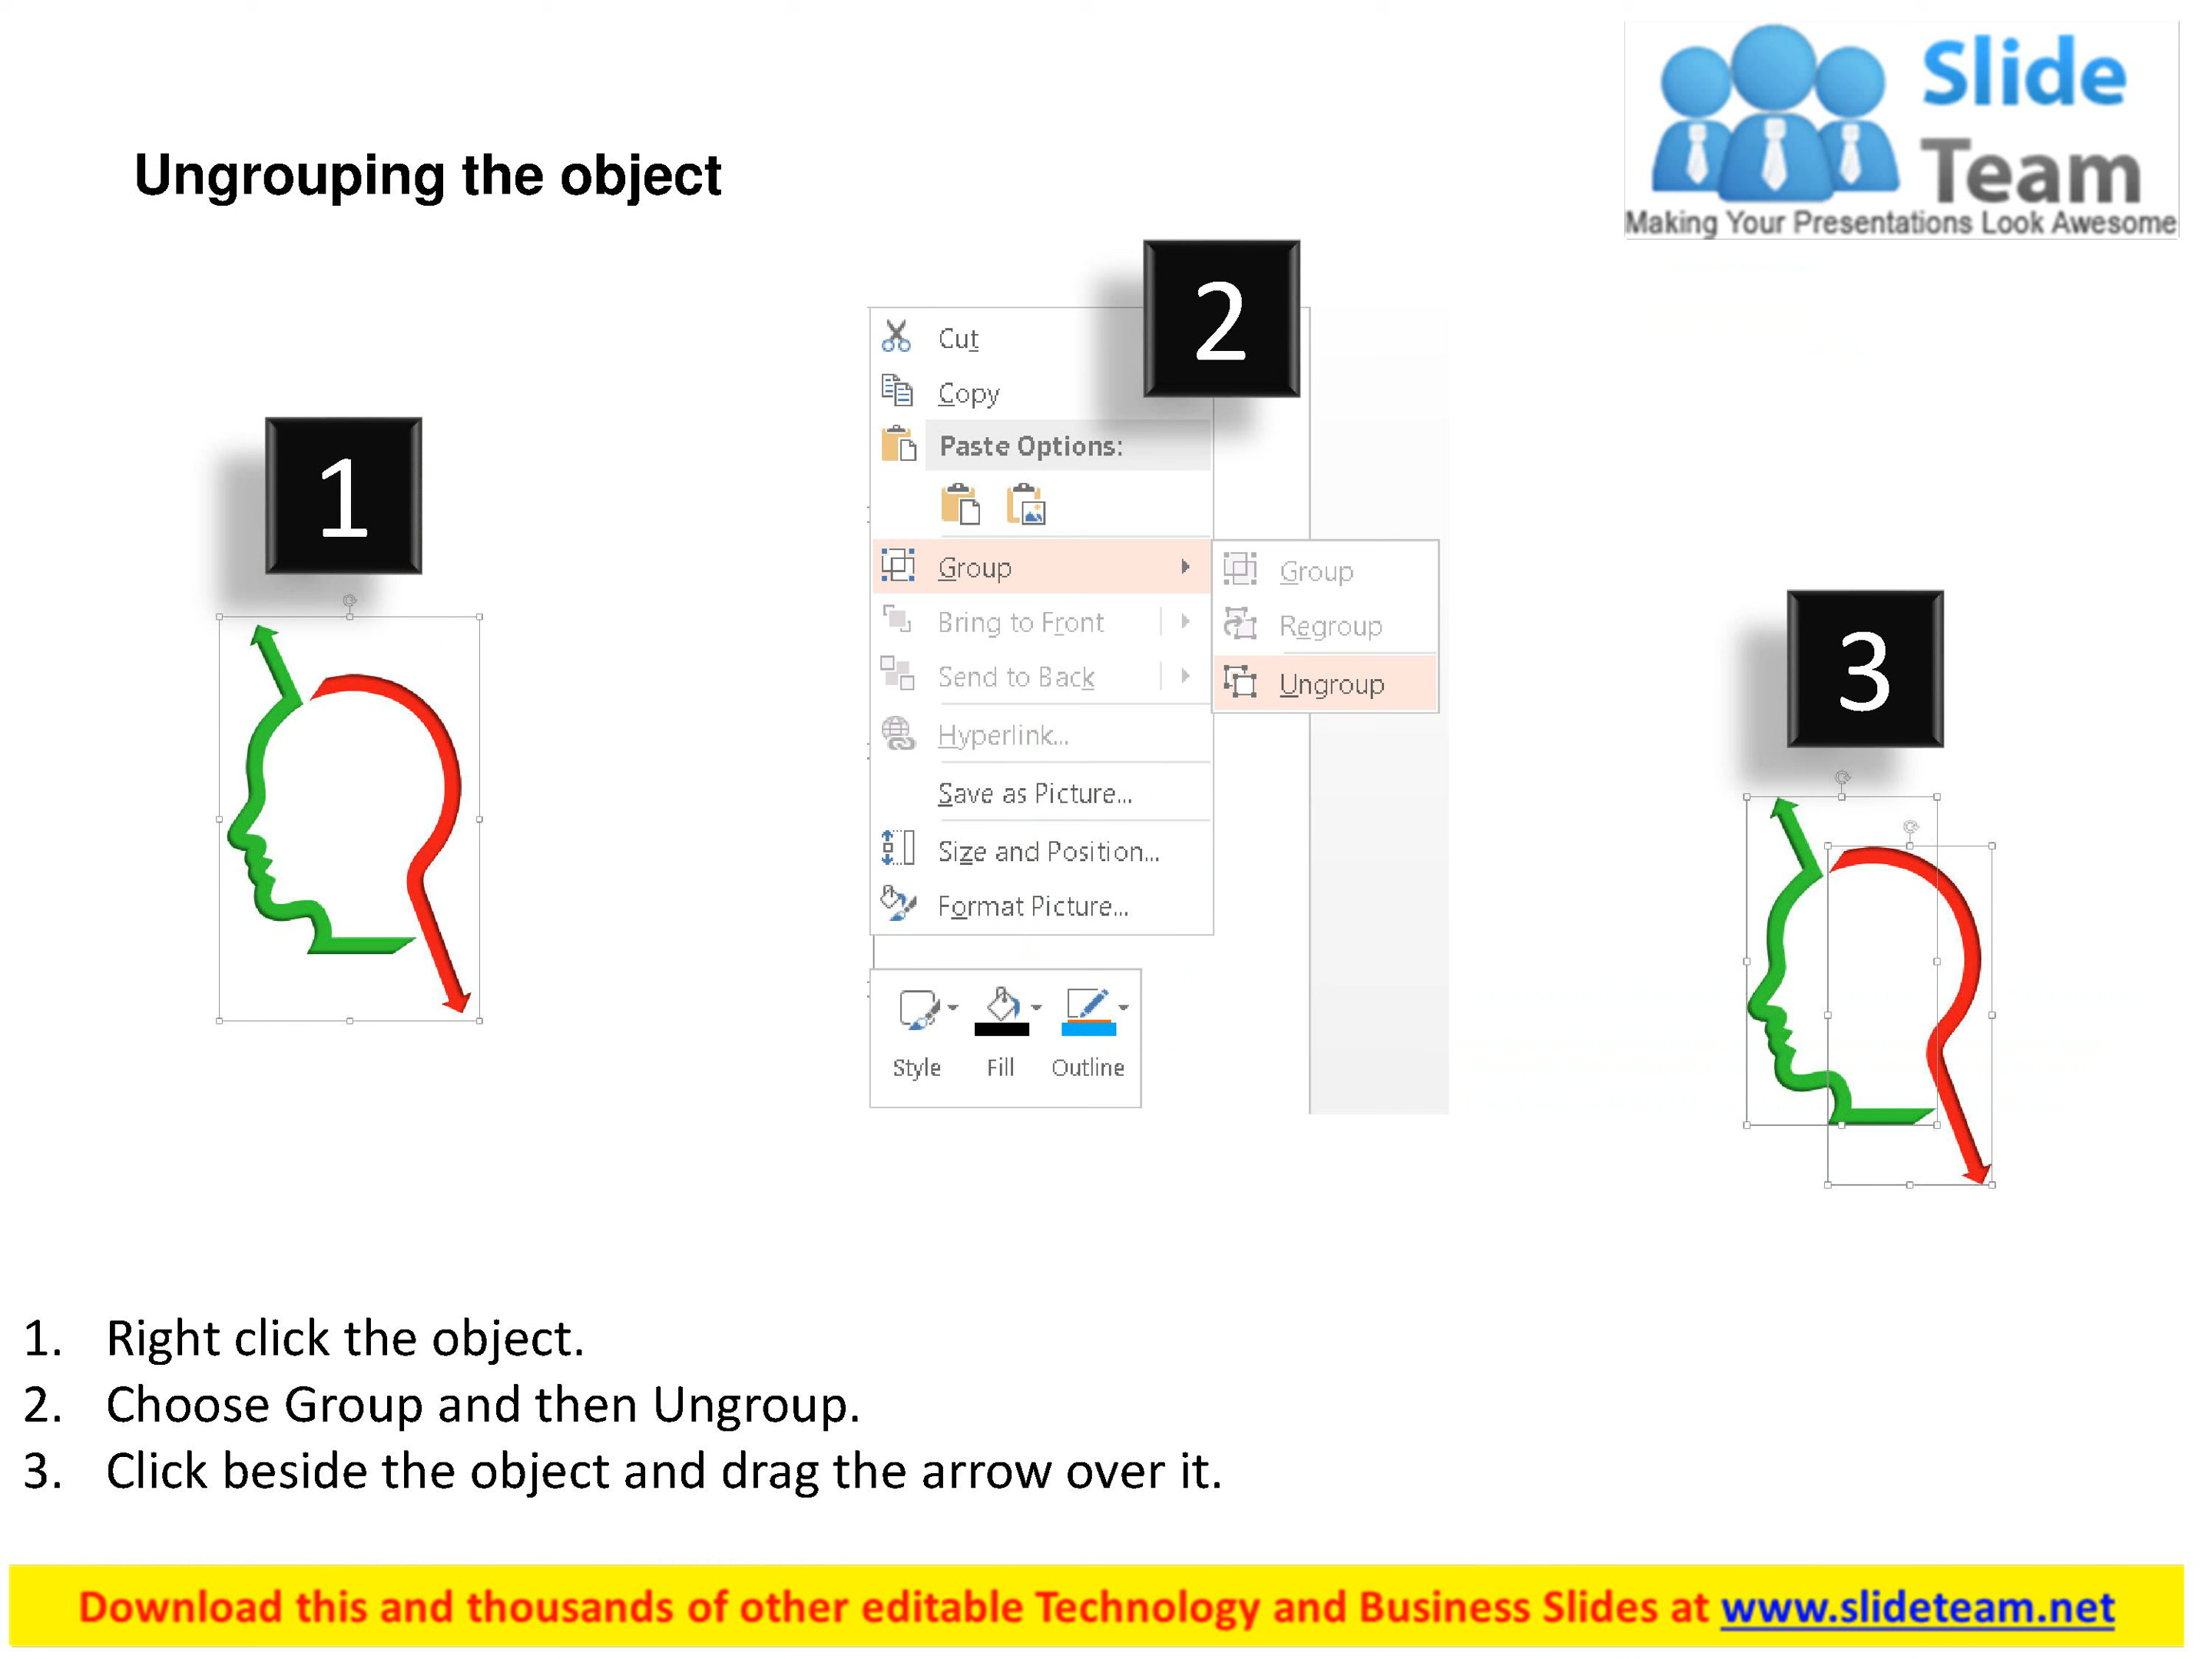 Slide
Team
Making Your Presentations Look Awesome
Ungrouping the object
1
2
3
Cut
Copy
Paste Options:
Group
Bring to Front
Send to Back
Hyperlink...
Save as Picture...
Size and Position...
Format Picture...
Group
Regroup
Ungroup
Style Fill Outline
1. Right click the object.
2. Choose Group and then Ungroup.
3. Click beside the object and drag the arrow over it.
Download this and thousands of other editable Technology and Business Slides at www.slideteam.net